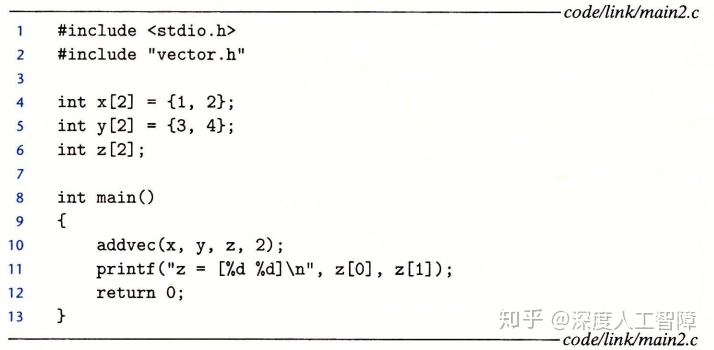 code/link/main2.c
1 #include <stdio.h>
2 #include "vector.h"
3
4 int x[2] = {1, 2};
5 int y[2] = {3, 4};
6 int z[2];
7
8 int main()
9 {
10 addvec(x, y, z, 2);
11 printf("z = [%d %d]\n", z[0], z[1]);
12 return 0;
13 }
知乎 @深度人工智障
code/link/main2.c